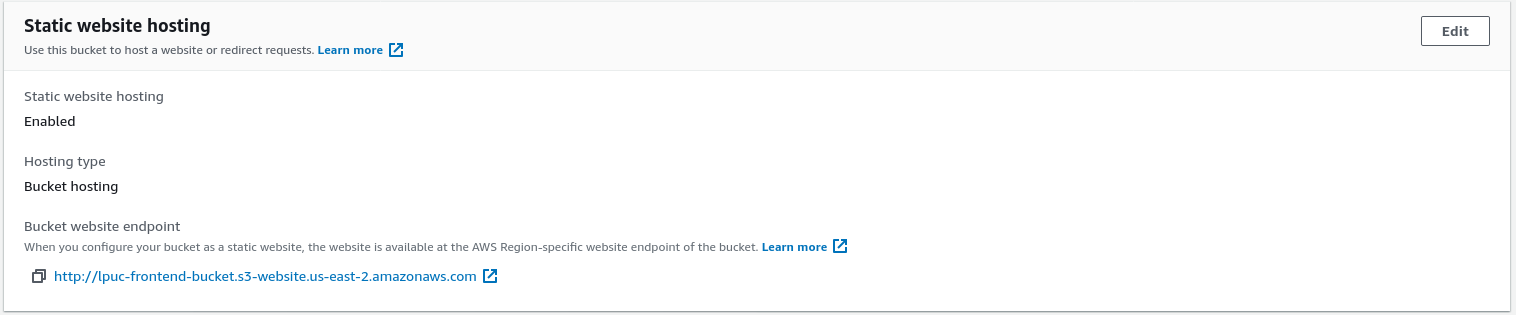 Static website hosting
Edit
Use this bucket to host a website or redirect requests. Learn more
Static website hosting
Enabled
Hosting type
Bucket hosting
Bucket website endpoint
When you configure your bucket as a static website, the website is available at the AWS Region-specific website endpoint of the bucket. Learn more
http://lpuc-frontend-bucket.s3-website.us-east-2.amazonaws.com